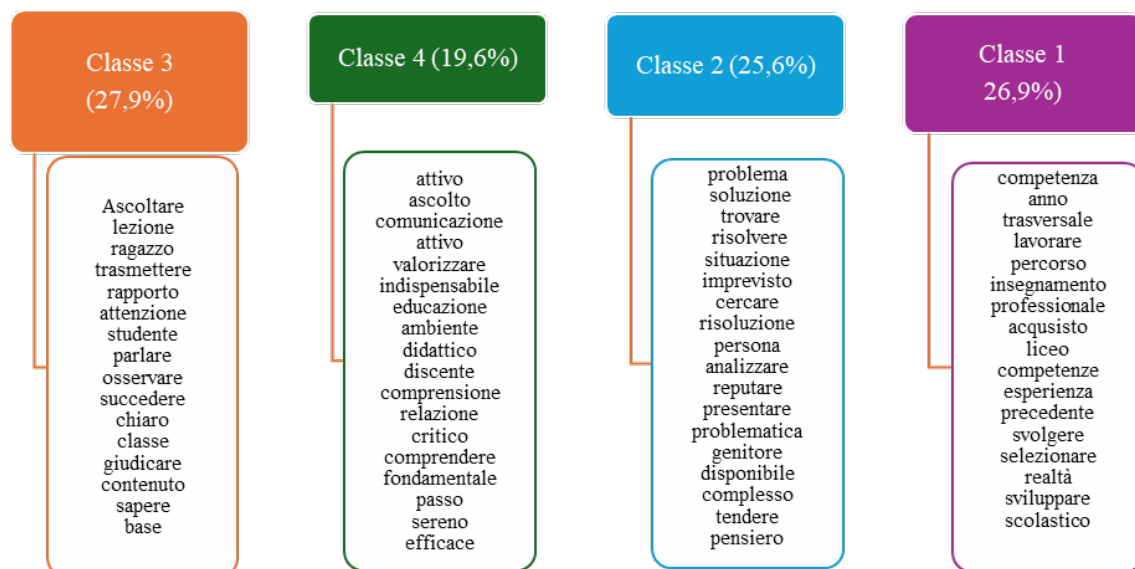 Classe 3
(27,9%)
Ascoltare
lezione
ragazzo
trasmettere
rapporto
attenzione
studente
parlare
osservare
succedere
chiaro
classe
giudicare
contenuto
sapere
base
Classe 4 (19,6%)
attivo
ascolto
comunicazione
attivo
valorizzare
indispensabile
educazione
ambiente
didattico
discente
comprensione
relazione
critico
comprendere
fondamentale
passo
sereno
efficace
Classe 2 (25,6%)
problema
soluzione
trovare
risolvere
situazione
imprevisto
cercare
risoluzione
persona
analizzare
reputare
presentare
problematica
genitore
disponibile
complesso
tendere
pensiero
Classe 1
26,9%)
competenza
anno
trasversale
lavorare
percorso
insegnamento
professionale
acqusisto
liceo
competenze
esperienza
precedente
svolgere
selezionare
realtà
sviluppare
scolastico